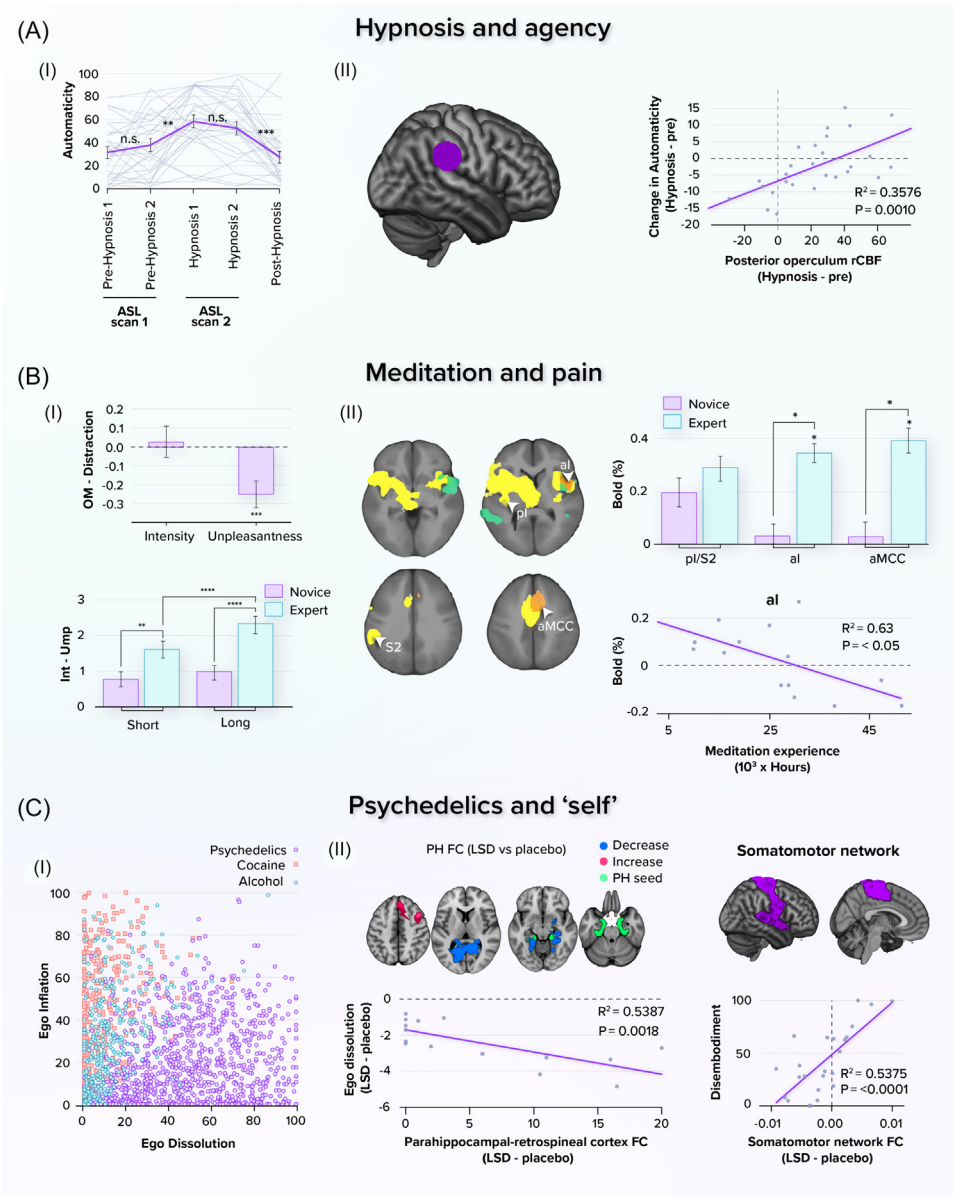 (A)
Hypnosis and agency
(I)
Automaticity
100
80
60
40
20
0
n.s.
**
n.s.
***
Pre-Hypnosis 1
Pre-Hypnosis 2
Hypnosis 1
Hypnosis 2
Post-Hypnosis
ASL
scan 1
ASL
scan 2
(II)
Change in Automaticity
(Hypnosis - pre)
15
10
5
0
-5
-10
-15
-20
R² = 0.3576
P = 0.0010
-20 0 20 40 60
Posterior operculum rCBF
(Hypnosis - pre)
(B)
Meditation and pain
(I)
OM - Distraction
0.2
0.1
0.0
-0.1
-0.2
-0.3
***
Intensity Unpleasantness
Novice
Expert
Int - Ump
3
2
1
0
**
****
****
Short Long
(II)
aI
pI
S2
aMCC
Novice
Expert
Bold (%)
0.4
0.2
0
*
*
*
*
pI/S2 aI aMCC
aI
Bold (%)
0.2
0
-0.2
R² = 0.63
P = < 0.05
5 25 45
Meditation experience
(10³ x Hours)
(C)
Psychedelics and ‘self’
(I)
Psychedelics
Cocaine
Alcohol
Ego Inflation
100
80
60
40
20
0
0 20 40 60 80 100
Ego Dissolution
(II)
PH FC (LSD vs placebo)
Decrease
Increase
PH seed
Ego dissolution
(LSD - placebo)
0
-2
-4
-6
R² = 0.5387
P = 0.0018
0 5 10 15 20
Parahippocampal-retrospineal cortex FC
(LSD - placebo)
Somatomotor network
Disembodiment
100
50
0
R² = 0.5375
P = <0.0001
-0.01 0.00 0.01
Somatomotor network FC
(LSD - placebo)